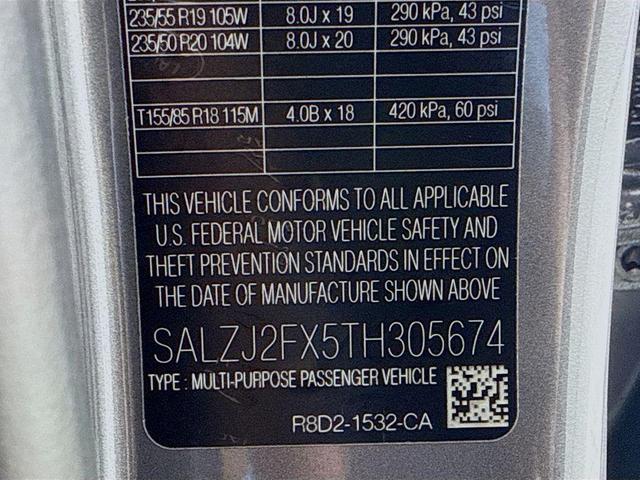 235/55 R19 105W 8.0J x 19 290 kPa, 43 psi
235/50 R20 104W 8.0J x 20 290 kPa, 43 psi
T155/85 R18 115M 4.0B x 18 420 kPa, 60 psi
THIS VEHICLE CONFORMS TO ALL APPLICABLE
U.S. FEDERAL MOTOR VEHICLE SAFETY AND
THEFT PREVENTION STANDARDS IN EFFECT ON
THE DATE OF MANUFACTURE SHOWN ABOVE
SALZJ2FX5TH305674
TYPE : MULTI-PURPOSE PASSENGER VEHICLE
R8D2-1532-CA